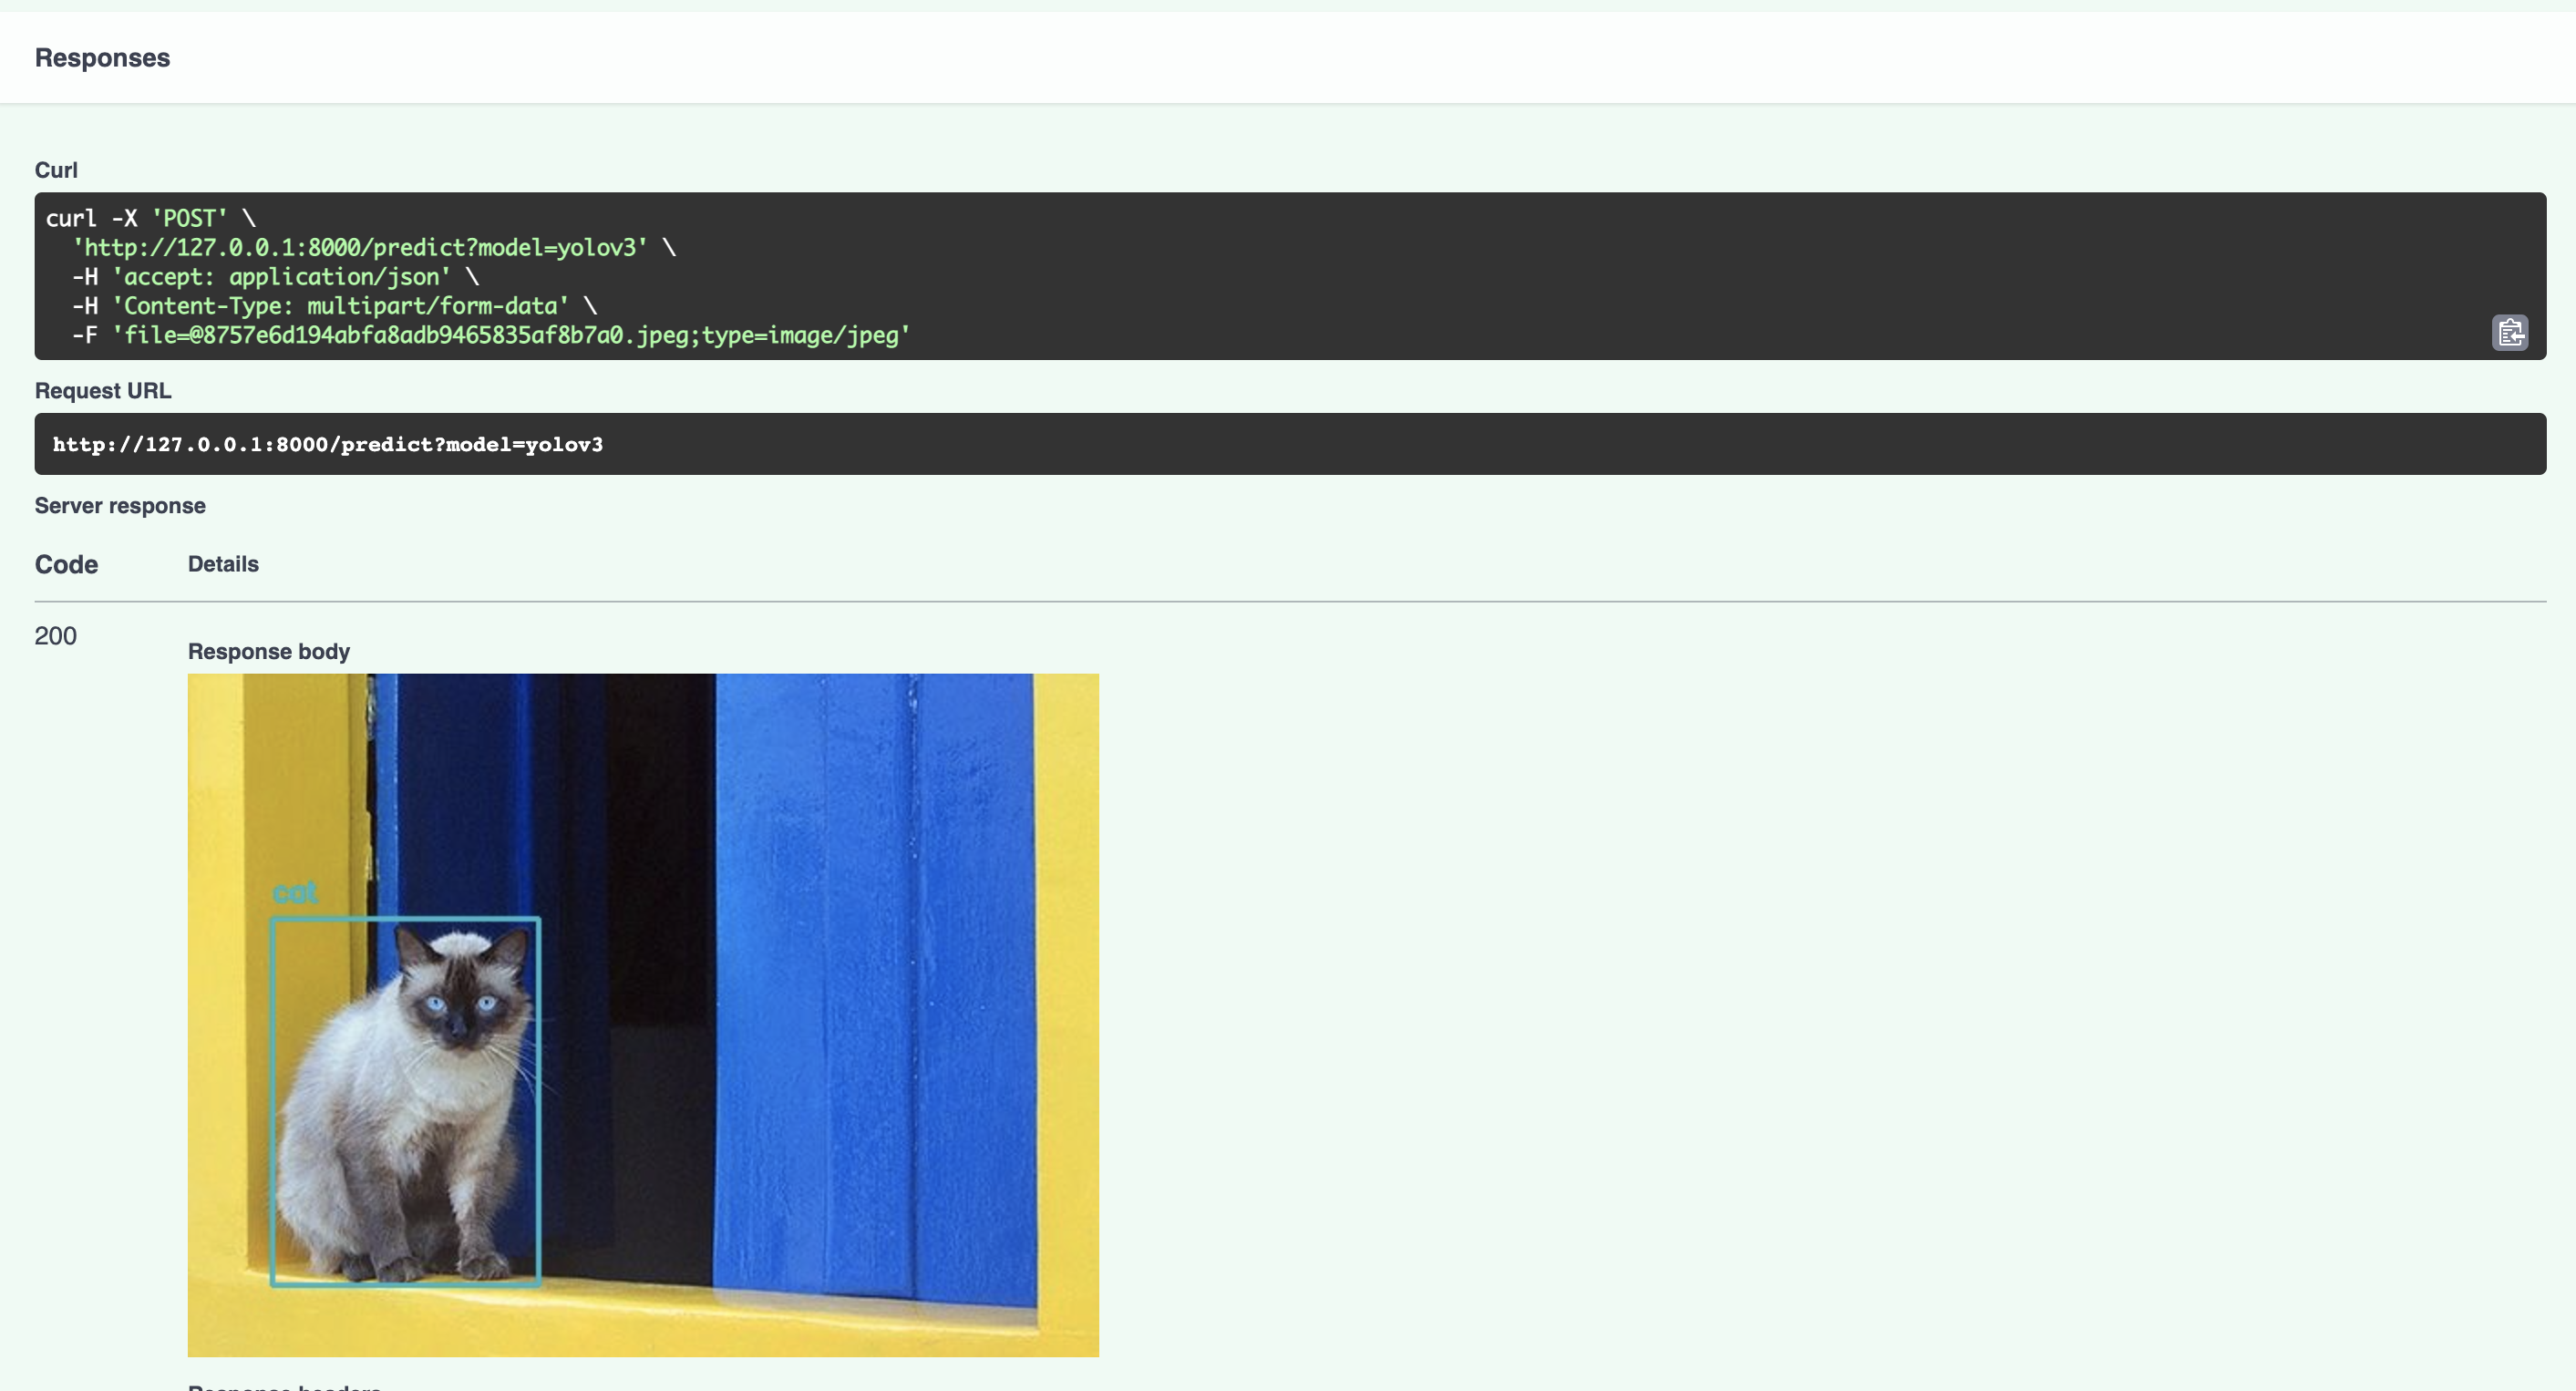 Responses
Curl
curl -X 'POST' \
'http://127.0.0.1:8000/predict?model=yolov3' \
-H 'accept: application/json' \
-H 'Content-Type: multipart/form-data' \
-F 'file=@8757e6d194abfa8adb9465835af8b7a0.jpeg;type=image/jpeg'
Request URL
http://127.0.0.1:8000/predict?model=yolov3
Server response
Code Details
200
Response body
cat
Response headers